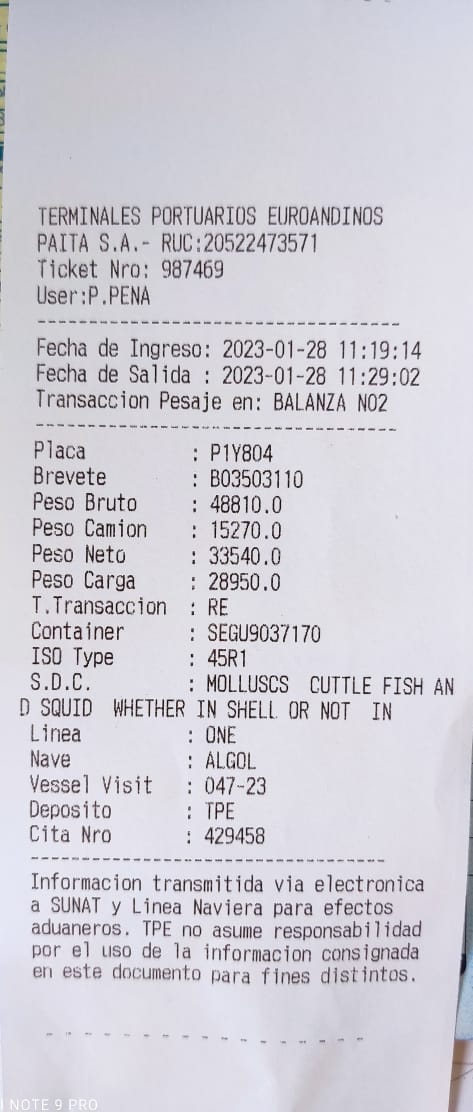 TERMINALES PORTUARIOS EUROANDINOS
PAITA S.A.- RUC:20522473571
Ticket Nro: 987469
User:P.PENA
Fecha de Ingreso: 2023-01-28 11:19:14
Fecha de Salida : 2023-01-28 11:29:02
Transaccion Pesaje en: BALANZA NO2
Placa : P1Y804
Brevete : B03503110
Peso Bruto : 48810.0
Peso Camion : 15270.0
Peso Neto : 33540.0
Peso Carga : 28950.0
T.Transaccion : RE
Container : SEGU9037170
ISO Type : 45R1
S.D.C. : MOLLUSCS CUTTLE FISH AN
D SQUID WHETHER IN SHELL OR NOT IN
Linea : ONE
Nave : ALGOL
Vessel Visit : 047-23
Deposito : TPE
Cita Nro : 429458
Informacion transmitida via electronica
a SUNAT y Linea Naviera para efectos
aduaneros. TPE no asume responsabilidad
por el uso de la informacion consignada
en este documento para fines distintos.
I NOTE 9 PRO